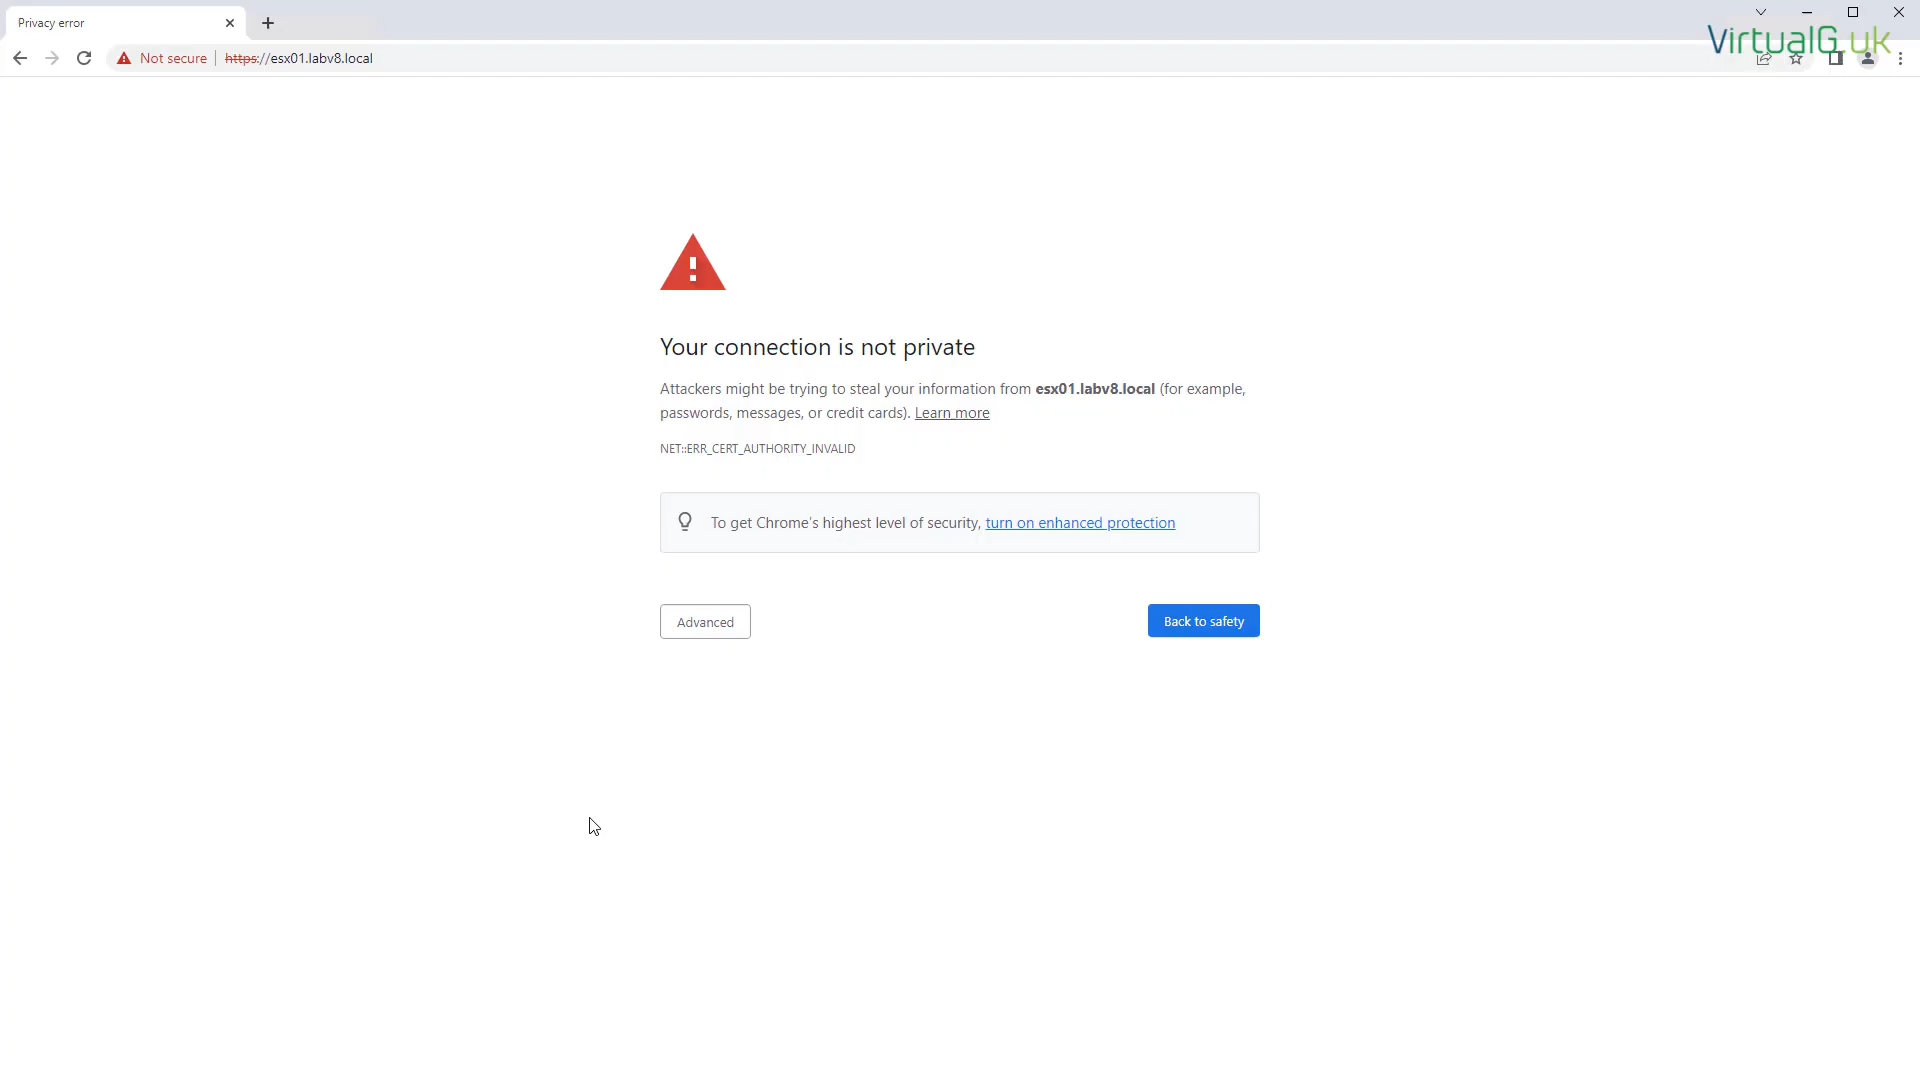 Privacy error
VirtualG.uk
Not secure
https://esx01.labv8.local
Your connection is not private
Attackers might be trying to steal your information from esx01.labv8.local (for example,
passwords, messages, or credit cards). Learn more
NET::ERR_CERT_AUTHORITY_INVALID
To get Chrome's highest level of security, turn on enhanced protection
Advanced
Back to safety